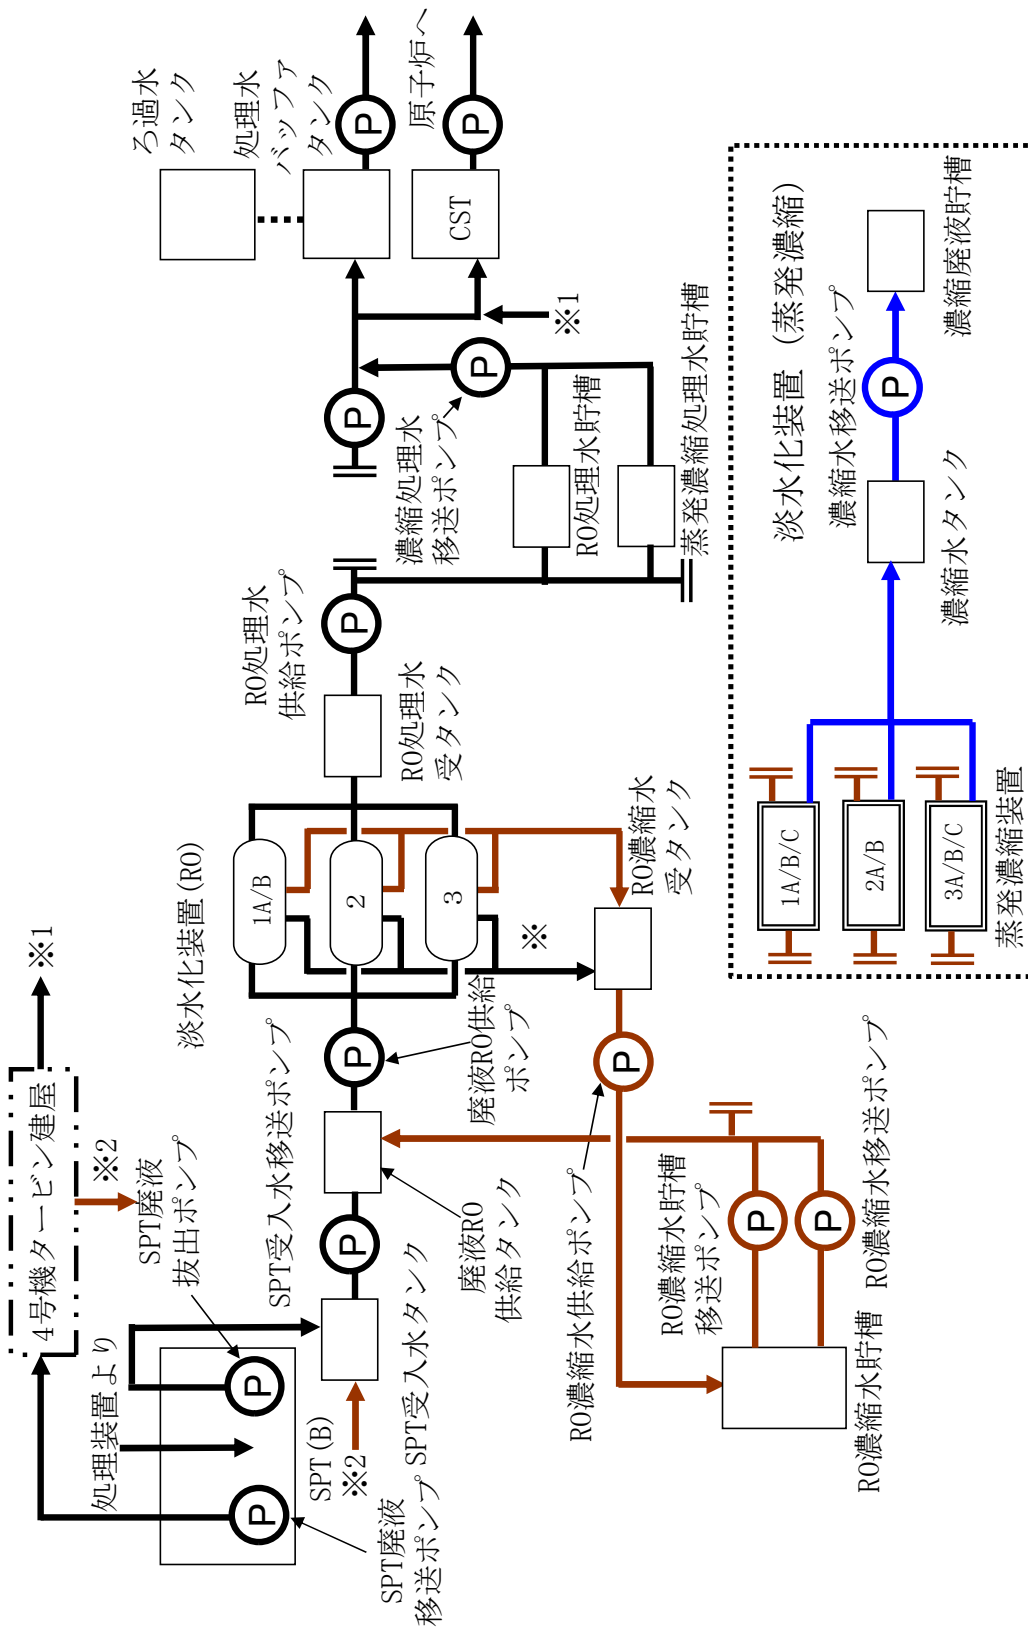 4号機タービン建屋
※1
※2
処理装置より
SPT廃液
抜出ポンプ
SPT廃液
移送ポンプ
SPT(B)
※2
SPT受入水タンク
SPT受入水移送ポンプ
廃液RO
供給タンク
廃液RO供給
ポンプ
淡水化装置(RO)
1A/B
2
3
※
RO処理水
受タンク
RO処理水
供給ポンプ
RO濃縮水
受タンク
RO濃縮水供給ポンプ
RO濃縮水貯槽
移送ポンプ
RO濃縮水移送ポンプ
RO濃縮水貯槽
濃縮処理水
移送ポンプ
RO処理水貯槽
蒸発濃縮処理水貯槽
※1
ろ過水
タンク
処理水
バッファ
タンク
CST
原子炉へ
淡水化装置(蒸発濃縮)
1A/B/C
2A/B
3A/B/C
蒸発濃縮装置
濃縮水タンク
濃縮水移送ポンプ
濃縮廃液貯槽
P
P
P
P
P
P
P
P
P
P
P
P
P
P